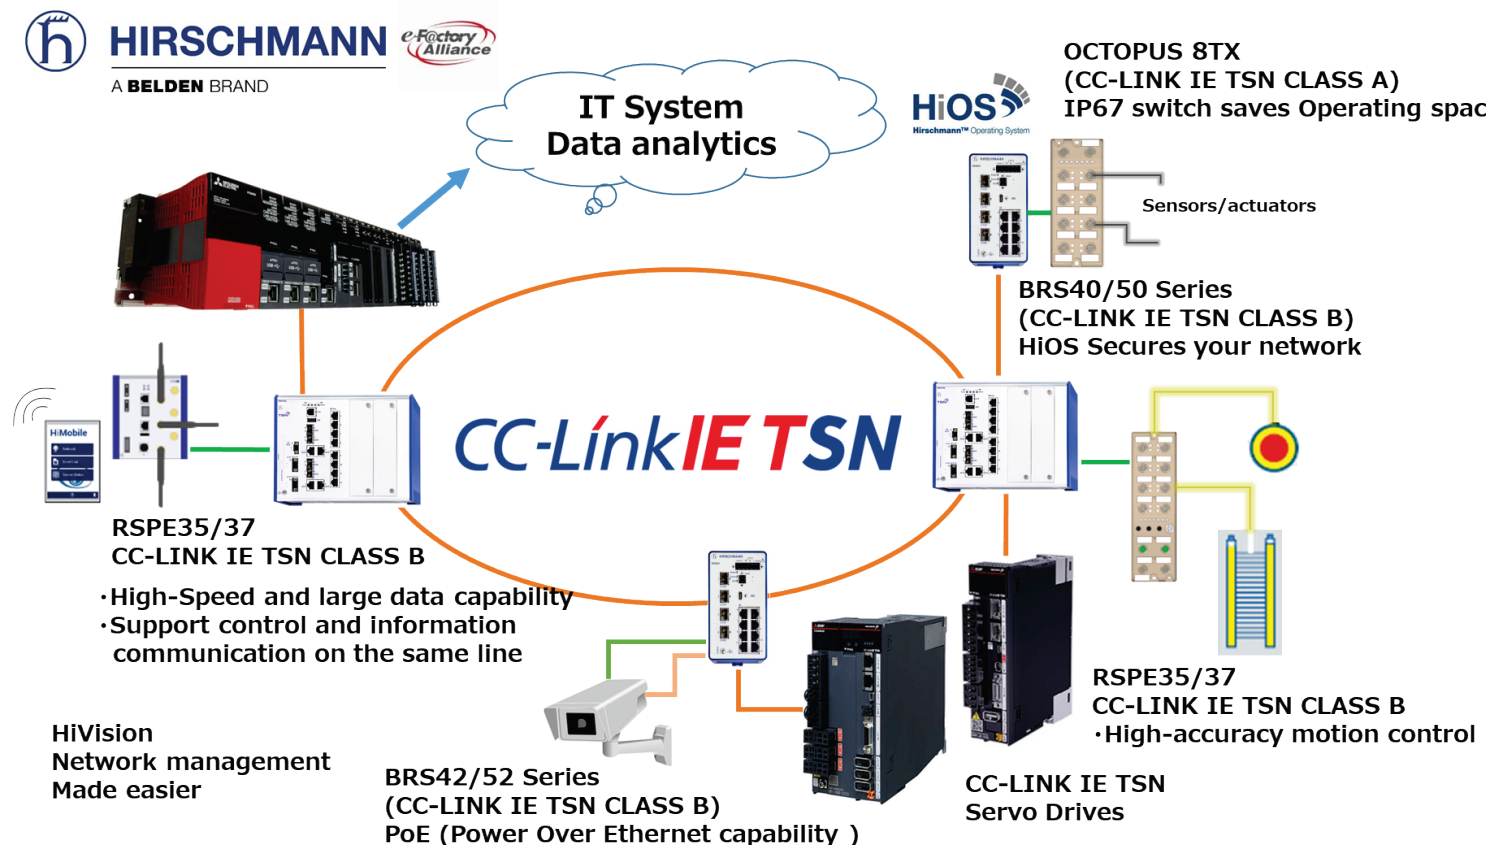 HIRSCHMANN
A BELDEN BRAND
e-F@ctory
Alliance
IT System
Data analytics
HiOS
Hirschmann™ Operating System
OCTOPUS 8TX
(CC-LINK IE TSN CLASS A)
IP67 switch saves Operating spac
HIRSCHMANN
Sensors/actuators
BRS40/50 Series
(CC-LINK IE TSN CLASS B)
HiOS Secures your network
HiMobile
CC-Link IE TSN
RSPE35/37
CC-LINK IE TSN CLASS B
・High-Speed and large data capability
・Support control and information
communication on the same line
HIRSCHMANN
RSPE35/37
CC-LINK IE TSN CLASS B
・High-accuracy motion control
HiVision
Network management
Made easier
BRS42/52 Series
(CC-LINK IE TSN CLASS B)
PoE (Power Over Ethernet capability )
CC-LINK IE TSN
Servo Drives